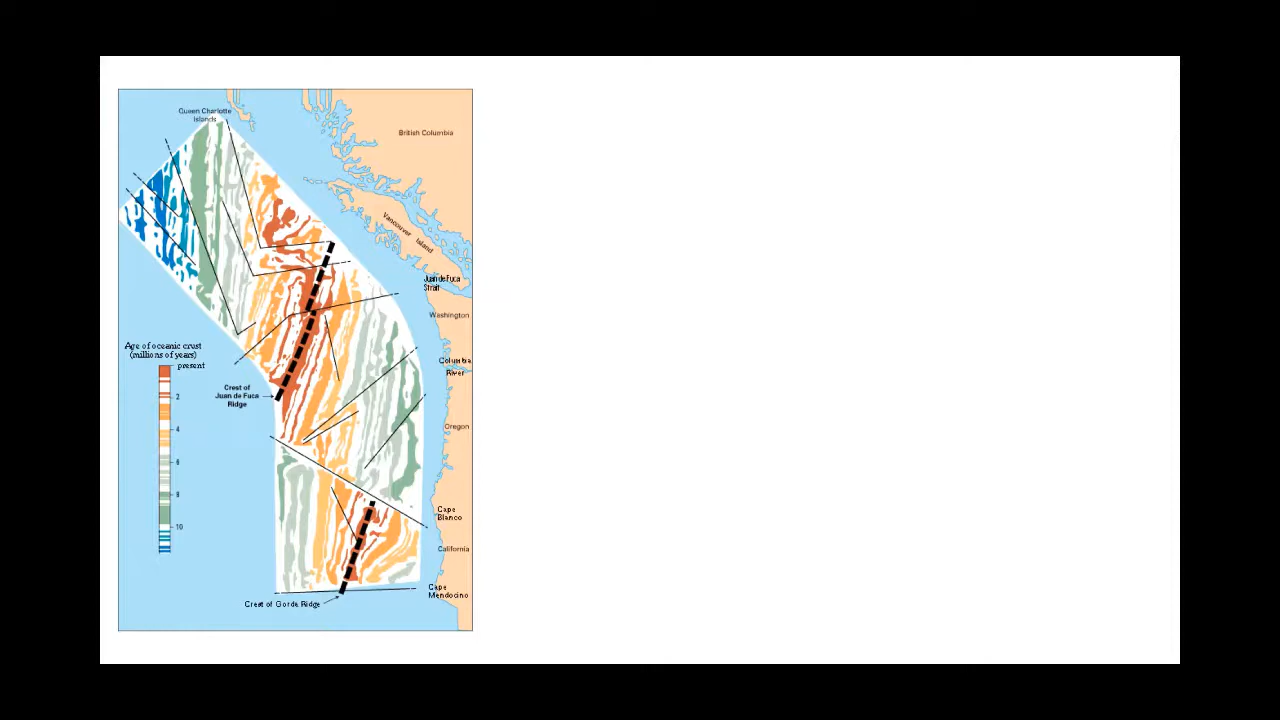 Queen Charlotte
Islands
British Columbia
Vancouver Island
Juan de Fuca
Strait
Washington
Age of oceanic crust
(millions of years)
present
2
4
6
8
10
Columbia
River
Crest of
Juan de Fuca
Ridge
Oregon
Cape
Blanco
California
Cape
Mendocino
Crest of Gorda Ridge